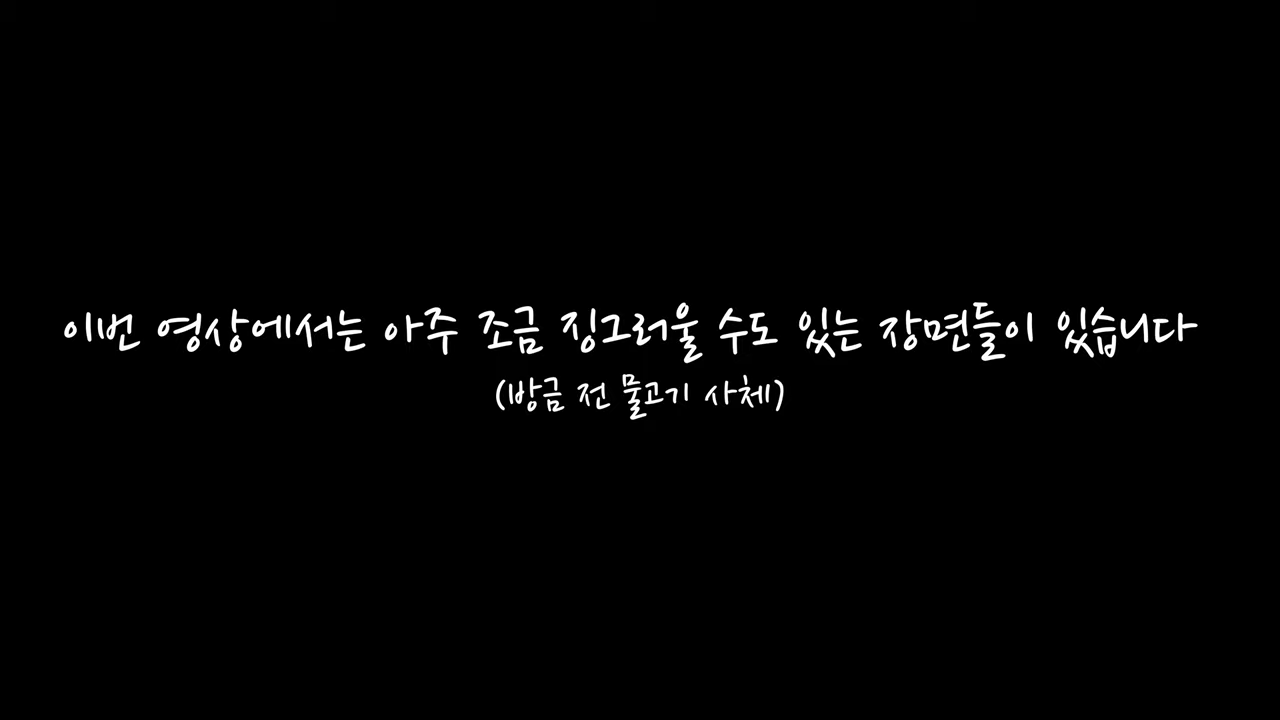 이번 영상에서는 아주 조금 징그러울 수도 있는 장면들이 있습니다
(방금 전 물고기 사체)